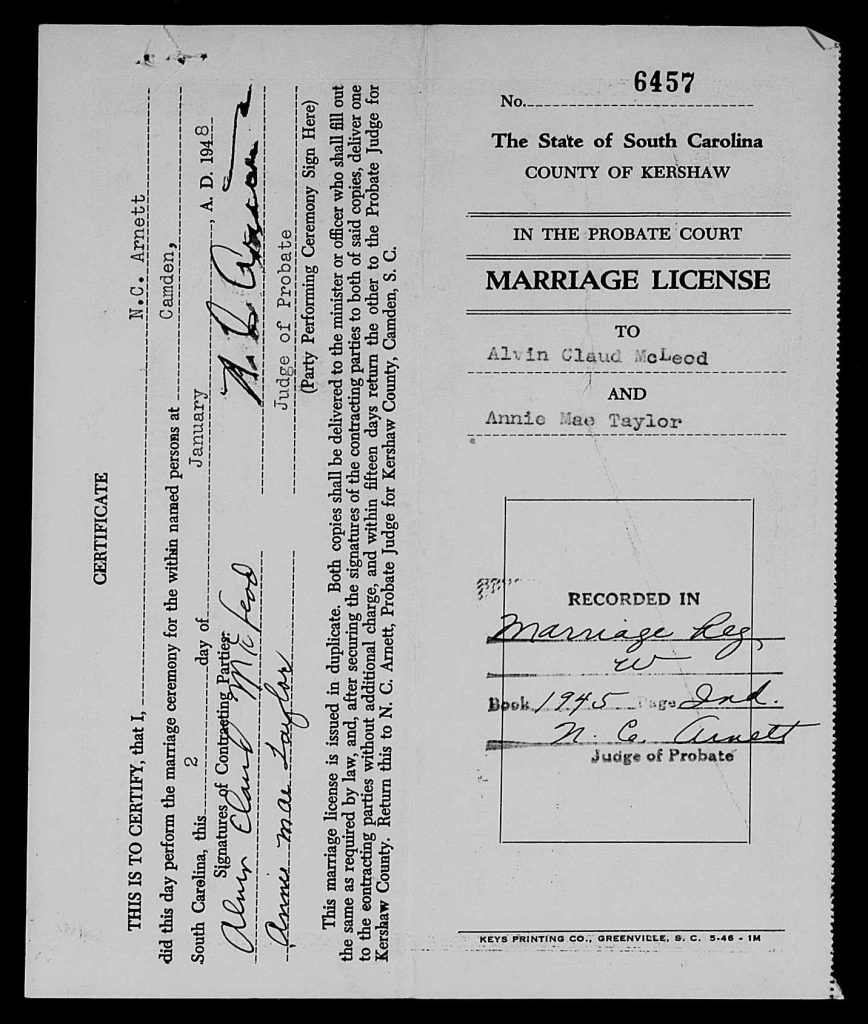 CERTIFICATE
THIS IS TO CERTIFY, that I, N.C. Arnett
did this day perform the marriage ceremony for the within named persons at Camden,
South Carolina, this 2 day of January, A. D. 1948
Signatures of Contracting Parties:
Alvin Claud McLeod
Annie Mae Taylor
N. C. Arnett
Judge of Probate
(Party Performing Ceremony Sign Here)
This marriage license is issued in duplicate. Both copies shall be delivered to the minister or officer who shall fill out
the same as required by law, and, after securing the signatures of the contracting parties to both of said copies, deliver one
to the contracting parties without additional charge, and within fifteen days return the other to the Probate Judge for
Kershaw County. Return this to N. C. Arnett, Probate Judge for Kershaw County, Camden, S. C.
No. 6457
The State of South Carolina
COUNTY OF KERSHAW
IN THE PROBATE COURT
MARRIAGE LICENSE
TO
Alvin Claud McLeod
AND
Annie Mae Taylor
RECORDED IN
Marriage Reg.
W
Book 1945 Page Ind.
N. C. Arnett
Judge of Probate
KEYS PRINTING CO., GREENVILLE, S. C. 5-46 - 1M